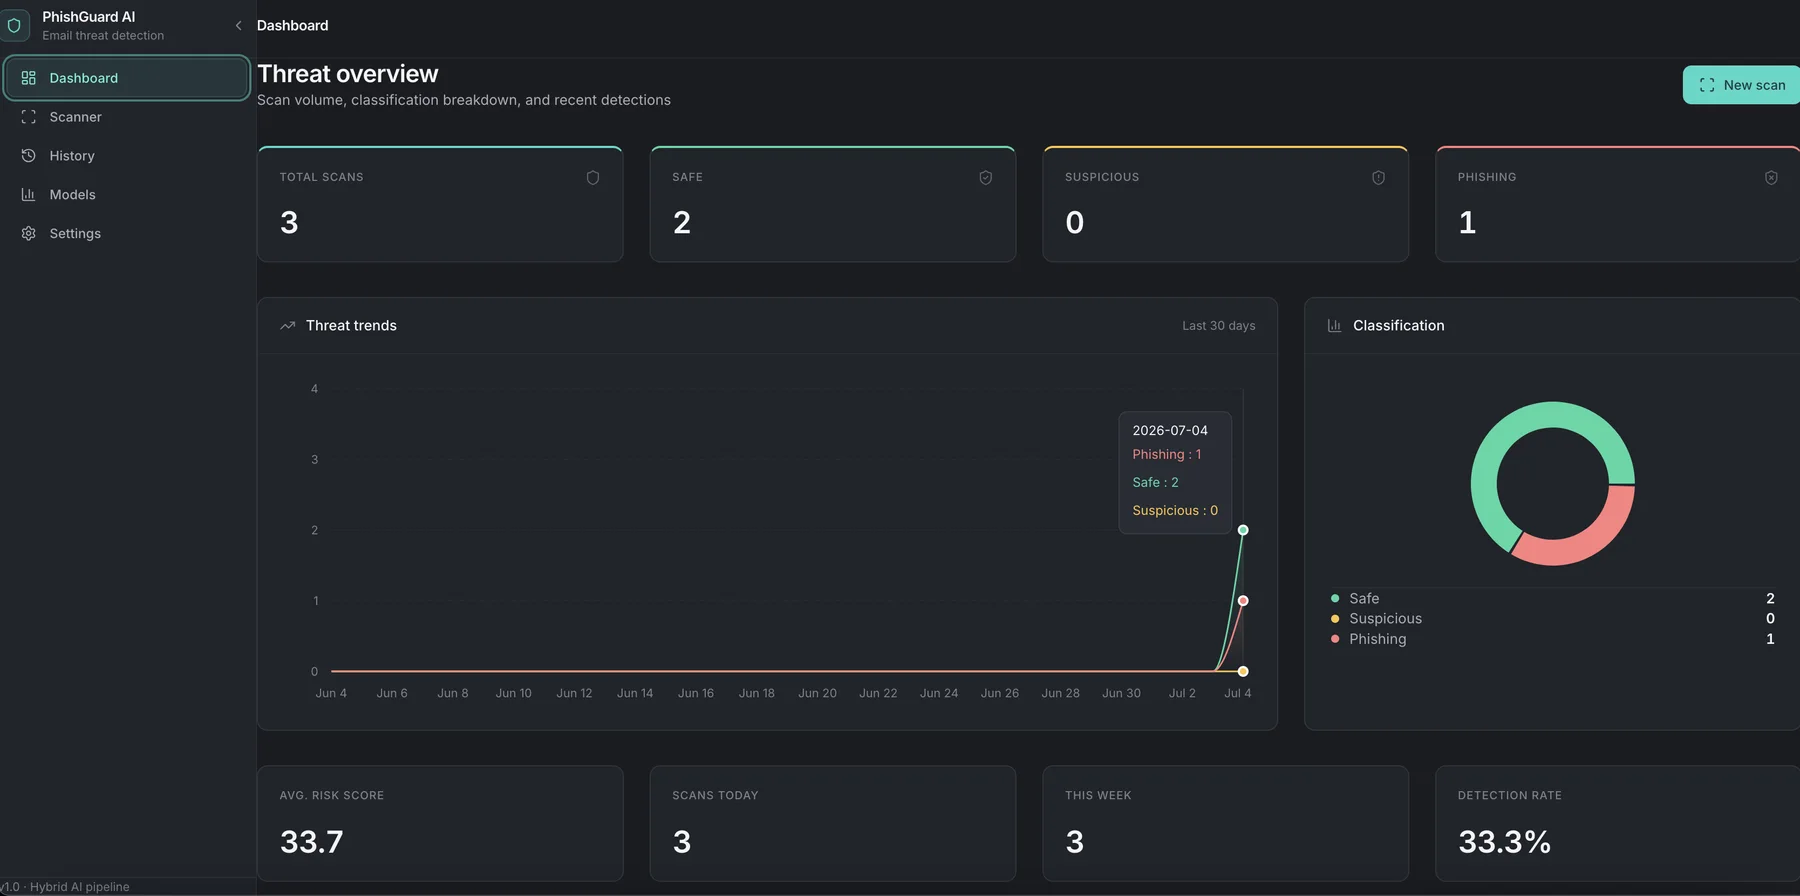 PhishGuard AI
Email threat detection
Dashboard
Scanner
History
Models
Settings
v1.0 · Hybrid AI pipeline
Dashboard
Threat overview
Scan volume, classification breakdown, and recent detections
New scan
TOTAL SCANS
3
SAFE
2
SUSPICIOUS
0
PHISHING
1
Threat trends
Last 30 days
4
3
2
1
0
Jun 4 Jun 6 Jun 8 Jun 10 Jun 12 Jun 14 Jun 16 Jun 18 Jun 20 Jun 22 Jun 24 Jun 26 Jun 28 Jun 30 Jul 2 Jul 4
2026-07-04
Phishing : 1
Safe : 2
Suspicious : 0
Classification
Safe 2
Suspicious 0
Phishing 1
AVG. RISK SCORE
33.7
SCANS TODAY
3
THIS WEEK
3
DETECTION RATE
33.3%